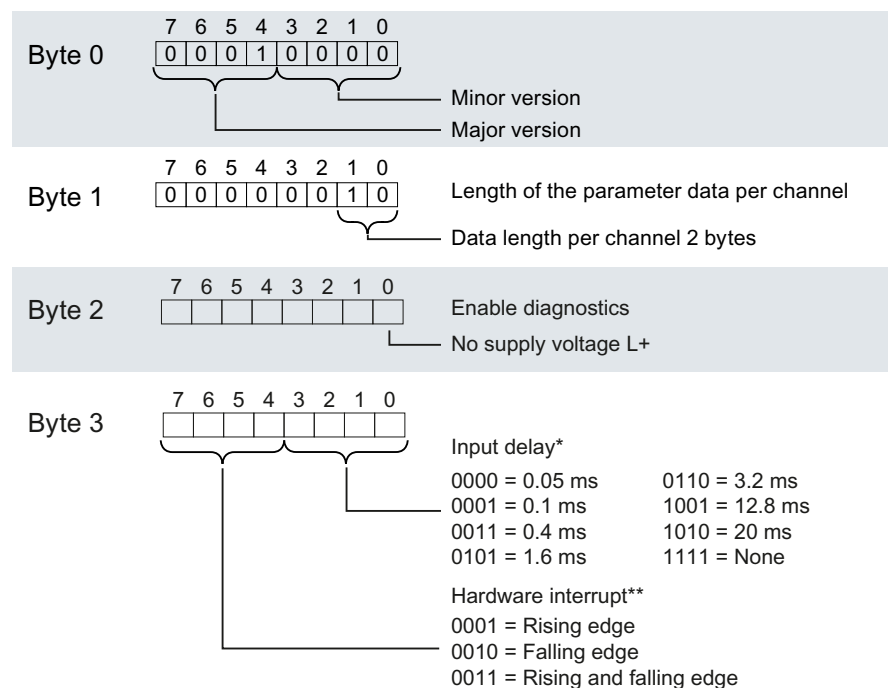 7 6 5 4 3 2 1 0
Byte 0 0 0 0 1 0 0 0 0
Minor version
Major version
7 6 5 4 3 2 1 0
Byte 1 0 0 0 0 0 0 1 0 Length of the parameter data per channel
Data length per channel 2 bytes
7 6 5 4 3 2 1 0
Byte 2 Enable diagnostics
No supply voltage L+
7 6 5 4 3 2 1 0
Byte 3
Input delay*
0000 = 0.05 ms 0110 = 3.2 ms
0001 = 0.1 ms 1001 = 12.8 ms
0011 = 0.4 ms 1010 = 20 ms
0101 = 1.6 ms 1111 = None
Hardware interrupt**
0001 = Rising edge
0010 = Falling edge
0011 = Rising and falling edge